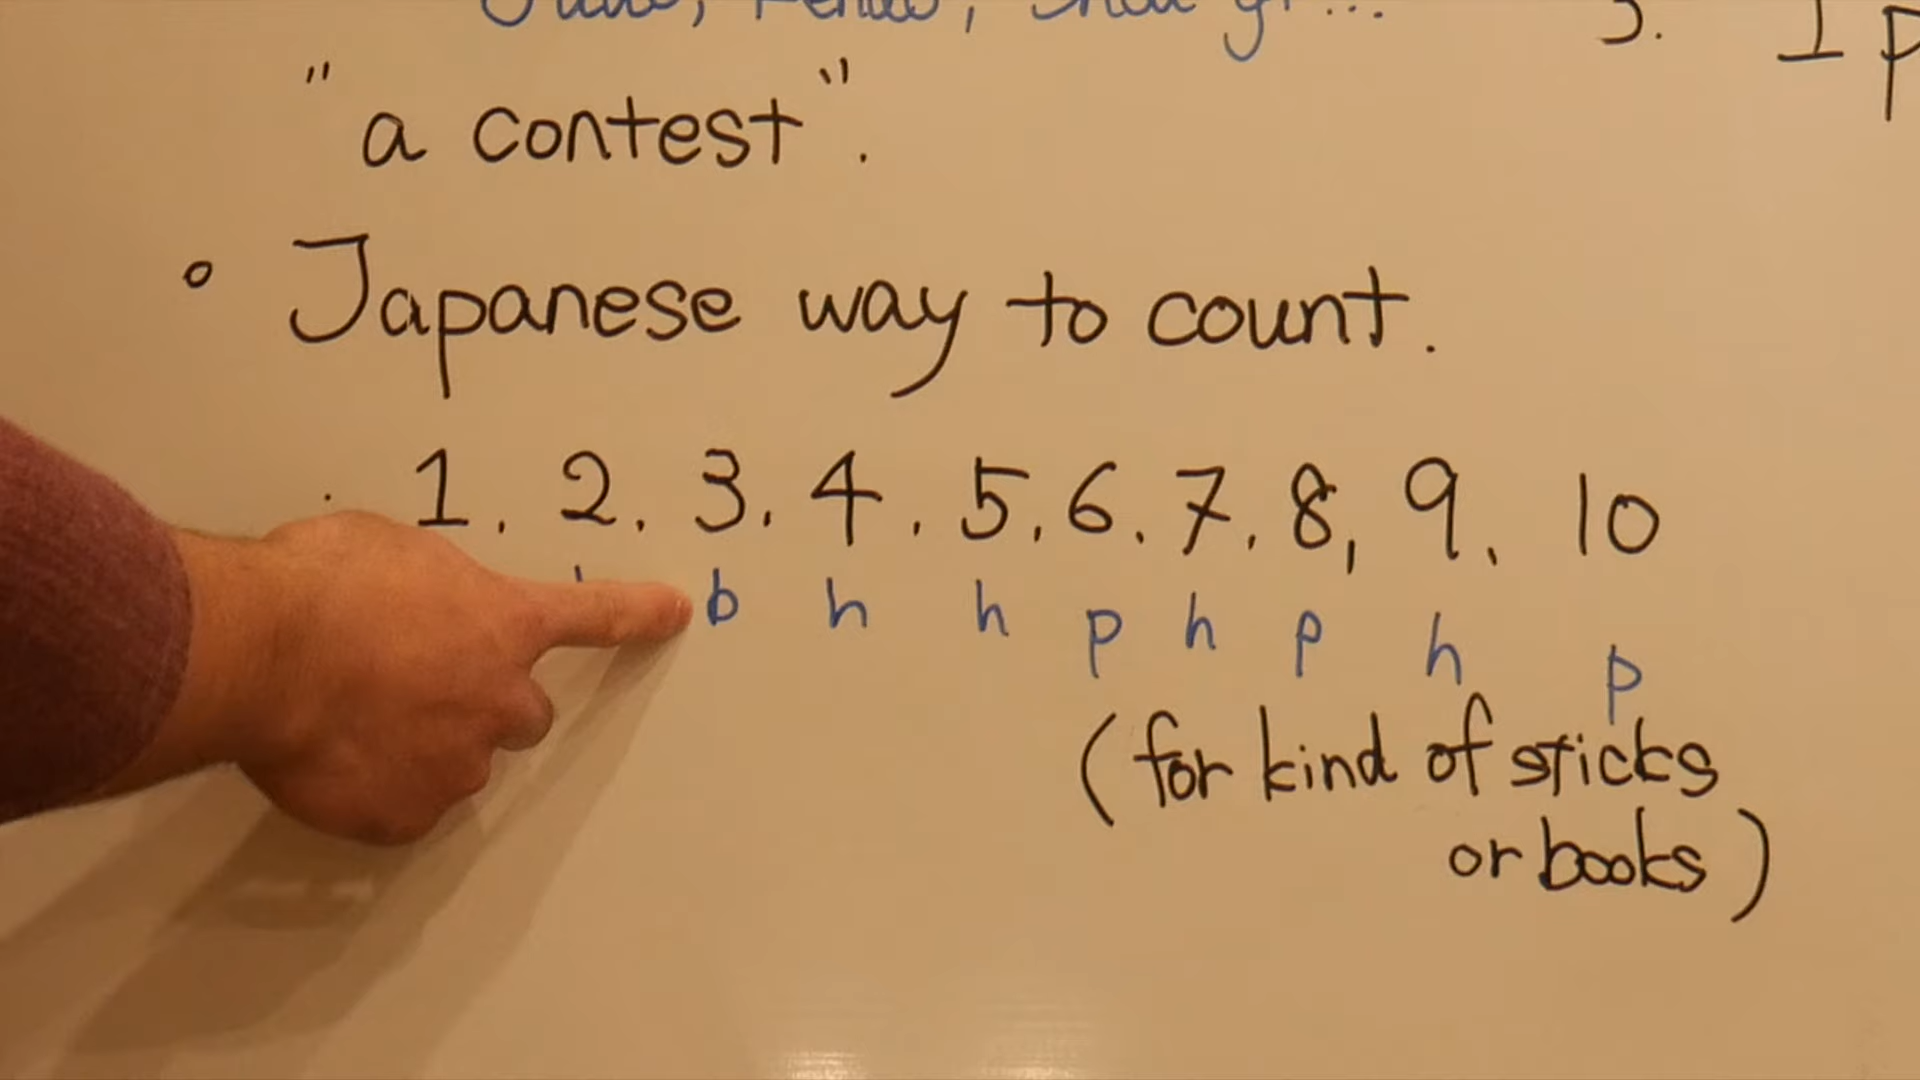 "a contest".
◦ Japanese way to count.
1. 2. 3. 4. 5. 6. 7. 8, 9. 10
b h h p h p h p
(for kind of sticks
or books)